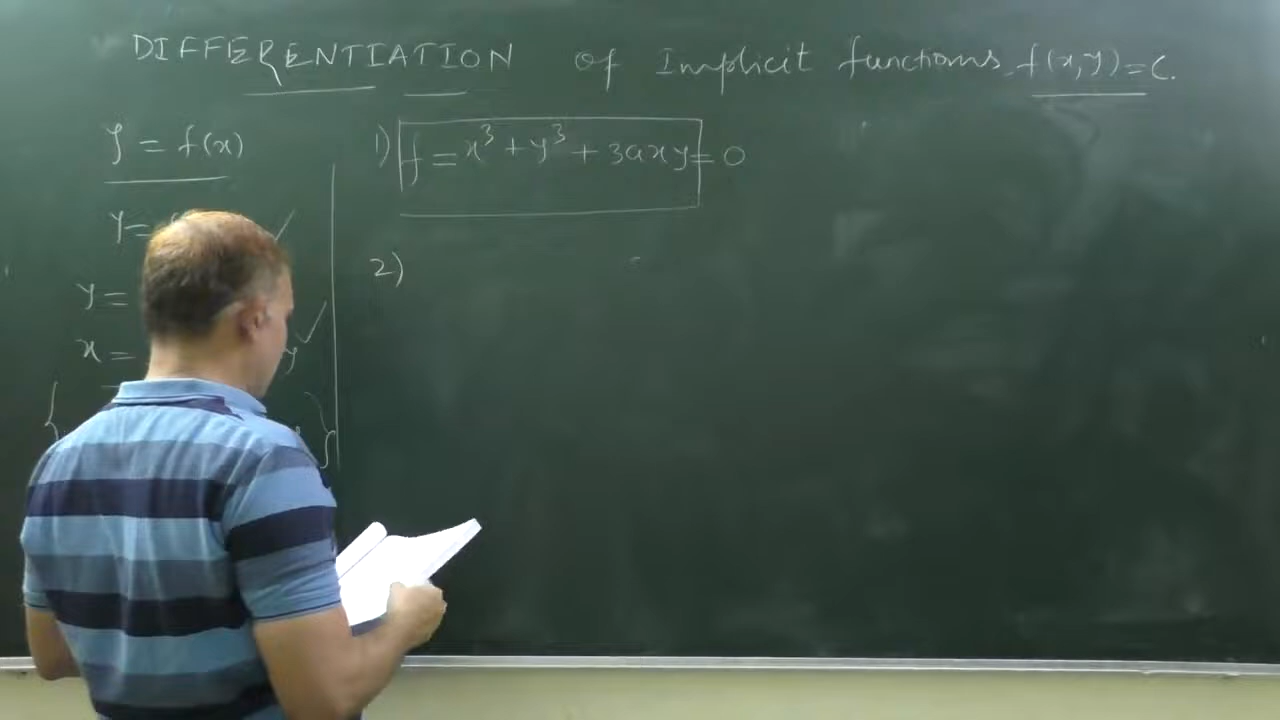 DIFFERENTIATION of Implicit functions f(x,y)=c.
y = f(x)
y=
y=
x = y
1) f = x³ + y³ + 3axy = 0
2)